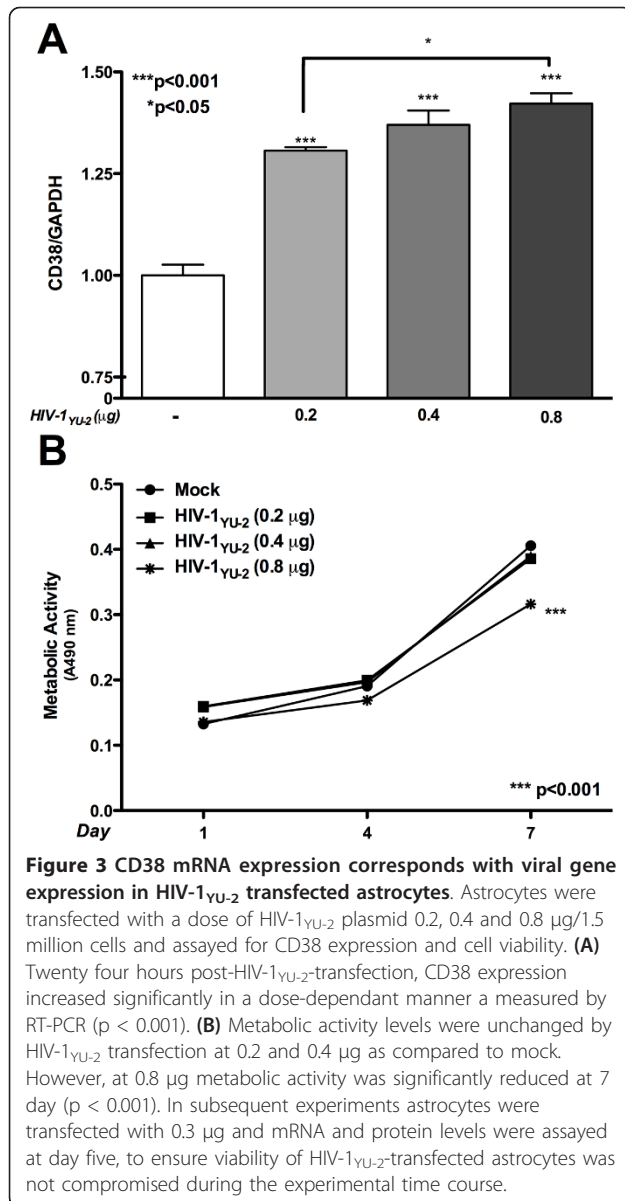 A
*
1.50
***p<0.001
*p<0.05
***
***
***
1.25
CD38/GAPDH
1.00
0.75
0
HIV-1YU-2 (μg)
-
0.2
0.4
0.8
B
0.5
Mock
HIV-1YU-2 (0.2 μg)
HIV-1YU-2 (0.4 μg)
HIV-1YU-2 (0.8 μg)
0.4
0.3
0.2
0.1
0.0
Metabolic Activity
(A490 nm)
***
*** p<0.001
Day
1
4
7
Figure 3 CD38 mRNA expression corresponds with viral gene
expression in HIV-1YU-2 transfected astrocytes. Astrocytes were
transfected with a dose of HIV-1YU-2 plasmid 0.2, 0.4 and 0.8 μg/1.5
million cells and assayed for CD38 expression and cell viability. (A)
Twenty four hours post-HIV-1YU-2-transfection, CD38 expression
increased significantly in a dose-dependant manner a measured by
RT-PCR (p < 0.001). (B) Metabolic activity levels were unchanged by
HIV-1YU-2 transfection at 0.2 and 0.4 μg as compared to mock.
However, at 0.8 μg metabolic activity was significantly reduced at 7
day (p < 0.001). In subsequent experiments astrocytes were
transfected with 0.3 μg and mRNA and protein levels were assayed
at day five, to ensure viability of HIV-1YU-2-transfected astrocytes was
not compromised during the experimental time course.